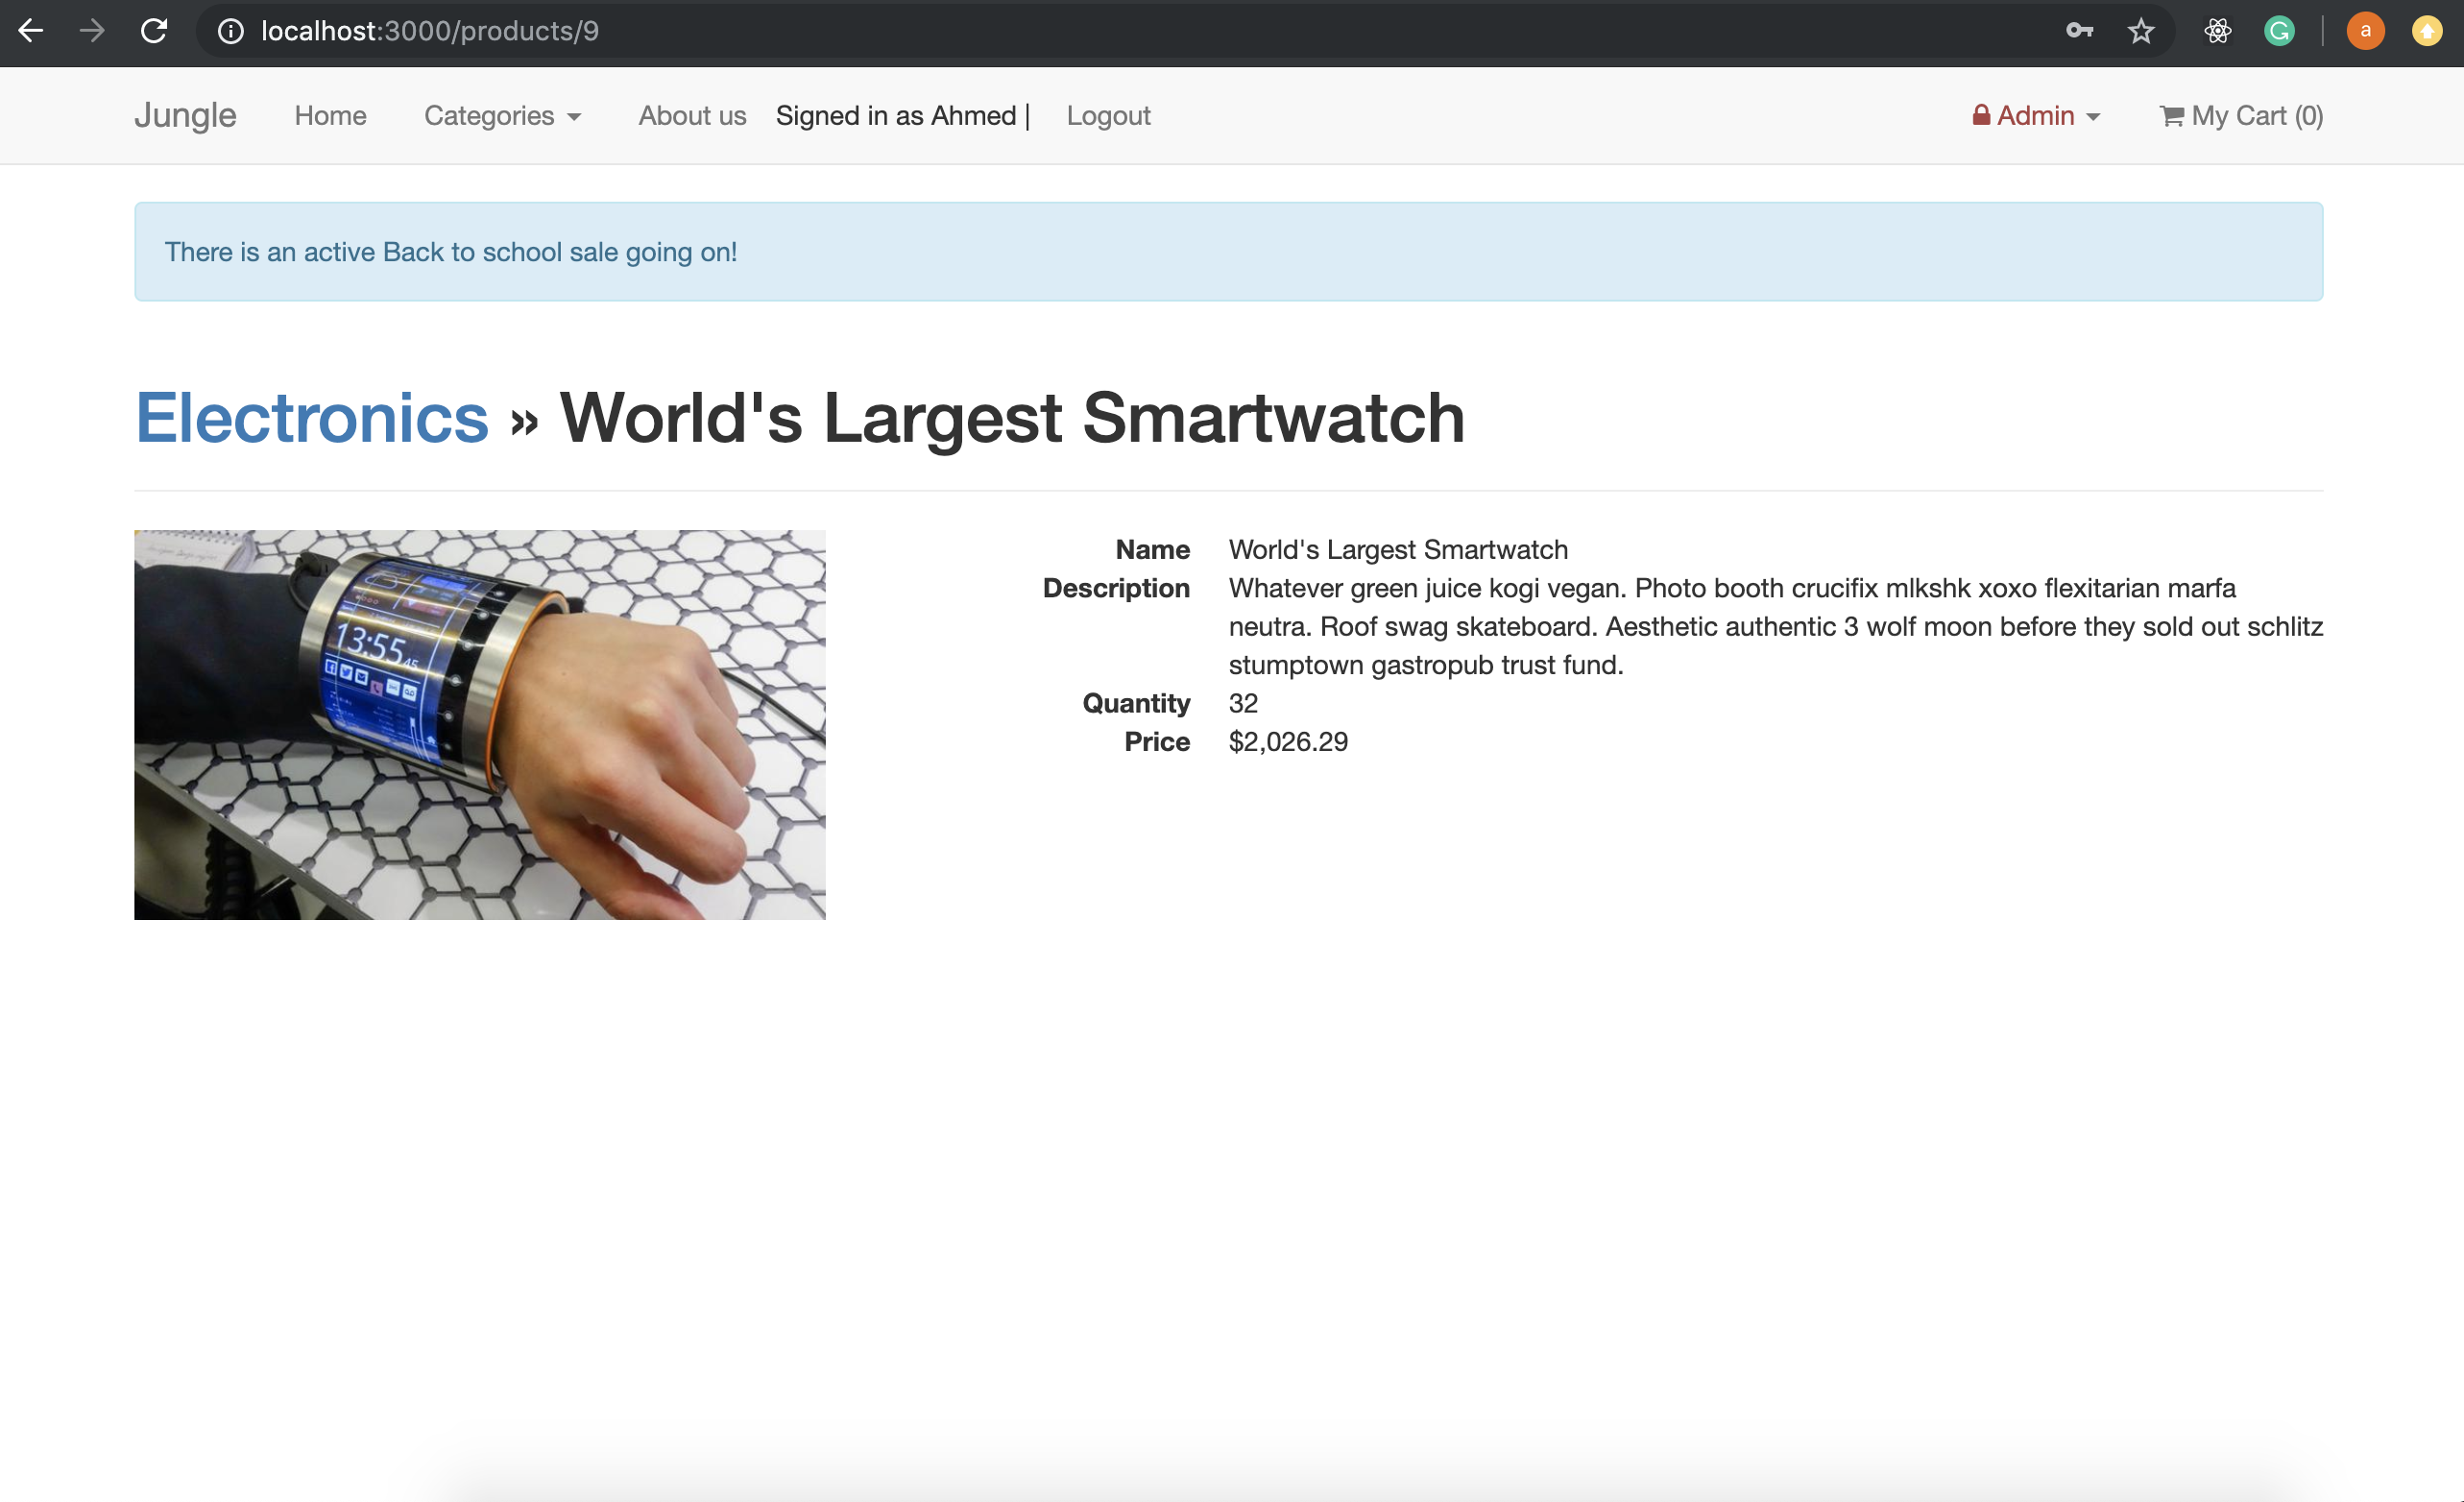 localhost:3000/products/9
a
Jungle Home Categories About us Signed in as Ahmed | Logout Admin My Cart (0)
There is an active Back to school sale going on!
Electronics » World's Largest Smartwatch
13:55 45
Name World's Largest Smartwatch
Description Whatever green juice kogi vegan. Photo booth crucifix mlkshk xoxo flexitarian marfa
neutra. Roof swag skateboard. Aesthetic authentic 3 wolf moon before they sold out schlitz
stumptown gastropub trust fund.
Quantity 32
Price $2,026.29